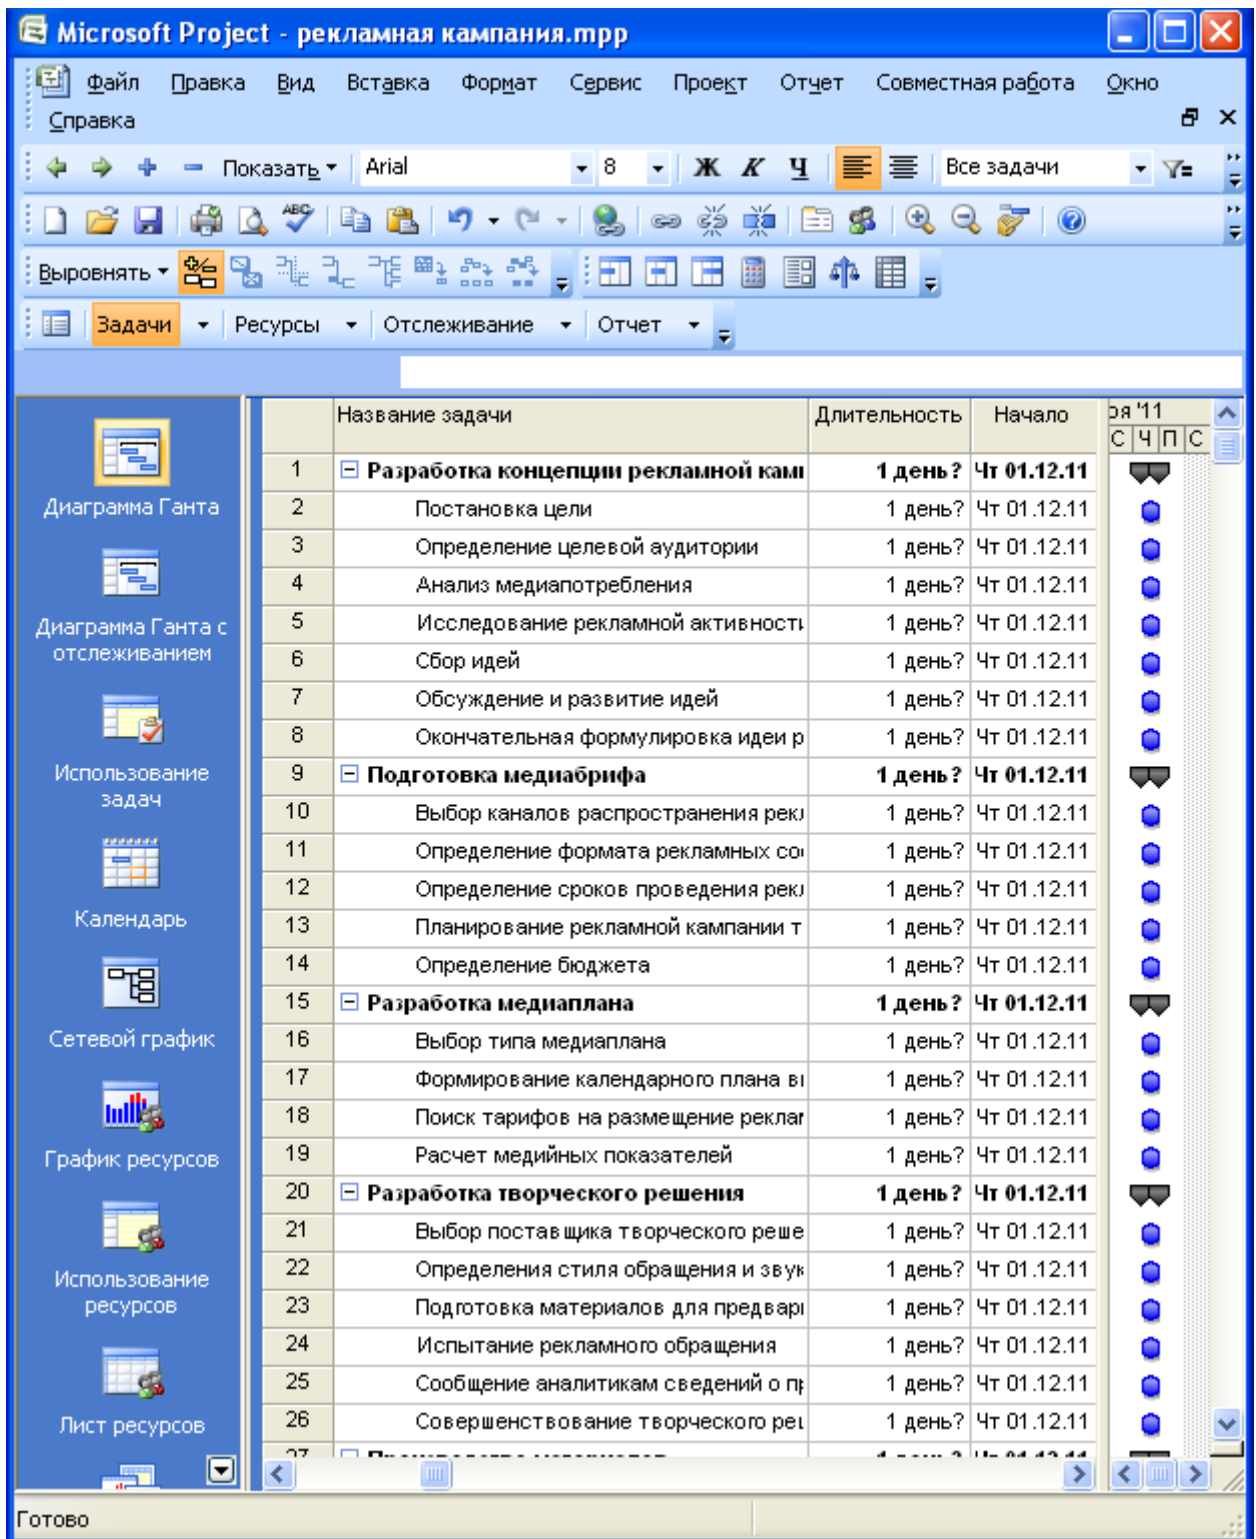 Microsoft Project - рекламная кампания.mpp
Файл Правка Вид Вставка Формат Сервис Проект Отчет Совместная работа Окно
Справка
Показать Arial 8 Ж К Ч Все задачи
ABC
Выровнять
Задачи Ресурсы Отслеживание Отчет
Название задачи Длительность Начало ря '11
С Ч П С
1 Разработка концепции рекламной кам 1 день? Чт 01.12.11
Диаграмма Ганта
2 Постановка цели 1 день? Чт 01.12.11
3 Определение целевой аудитории 1 день? Чт 01.12.11
4 Анализ медиапотребления 1 день? Чт 01.12.11
Диаграмма Ганта с
отслеживанием
5 Исследование рекламной активност 1 день? Чт 01.12.11
6 Сбор идей 1 день? Чт 01.12.11
7 Обсуждение и развитие идей 1 день? Чт 01.12.11
8 Окончательная формулировка идеи р 1 день? Чт 01.12.11
Использование
задач
9 Подготовка медиабрифа 1 день? Чт 01.12.11
10 Выбор каналов распространения рек 1 день? Чт 01.12.11
11 Определение формата рекламных со 1 день? Чт 01.12.11
12 Определение сроков проведения рек 1 день? Чт 01.12.11
Календарь
13 Планирование рекламной кампании т 1 день? Чт 01.12.11
14 Определение бюджета 1 день? Чт 01.12.11
15 Разработка медиаплана 1 день? Чт 01.12.11
Сетевой график
16 Выбор типа медиаплана 1 день? Чт 01.12.11
17 Формирование календарного плана в 1 день? Чт 01.12.11
18 Поиск тарифов на размещение реклам 1 день? Чт 01.12.11
График ресурсов
19 Расчет медийных показателей 1 день? Чт 01.12.11
20 Разработка творческого решения 1 день? Чт 01.12.11
21 Выбор поставщика творческого реше 1 день? Чт 01.12.11
Использование
ресурсов
22 Определения стиля обращения и звук 1 день? Чт 01.12.11
23 Подготовка материалов для предвар 1 день? Чт 01.12.11
24 Испытание рекламного обращения 1 день? Чт 01.12.11
25 Сообщение аналитикам сведений о п 1 день? Чт 01.12.11
Лист ресурсов
26 Совершенствование творческого ре 1 день? Чт 01.12.11
27
Готово